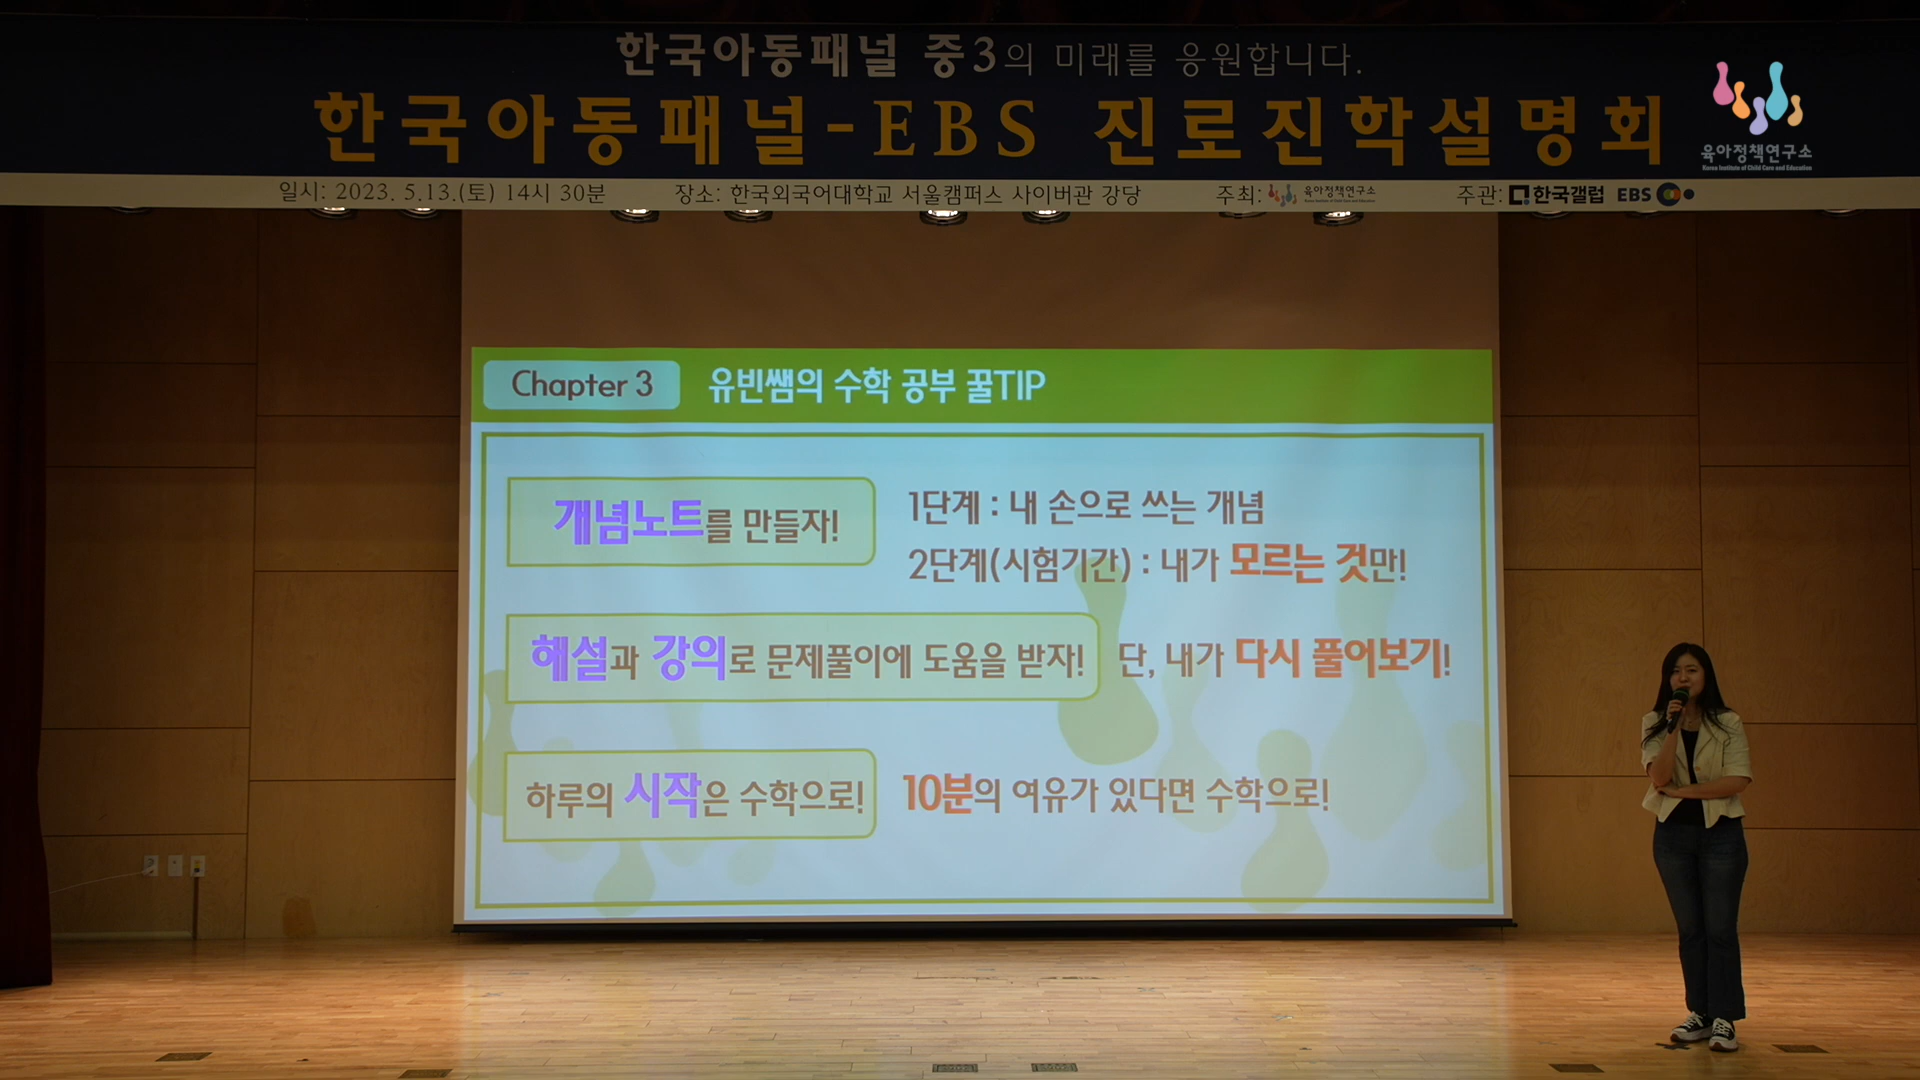 한국아동패널 중3의 미래를 응원합니다.
한국아동패널-EBS 진로진학설명회
육아정책연구소
Korea Institute of Child Care and Education
일시: 2023. 5.13.(토) 14시 30분 장소: 한국외국어대학교 서울캠퍼스 사이버관 강당 주최: 육아정책연구소 주관: 한국갤럽 EBS
Chapter 3 유빈쌤의 수학 공부 꿀TIP
개념노트를 만들자!
1단계 : 내 손으로 쓰는 개념
2단계(시험기간) : 내가 모르는 것만!
해설과 강의로 문제풀이에 도움을 받자! 단, 내가 다시 풀어보기!
하루의 시작은 수학으로! 10분의 여유가 있다면 수학으로!